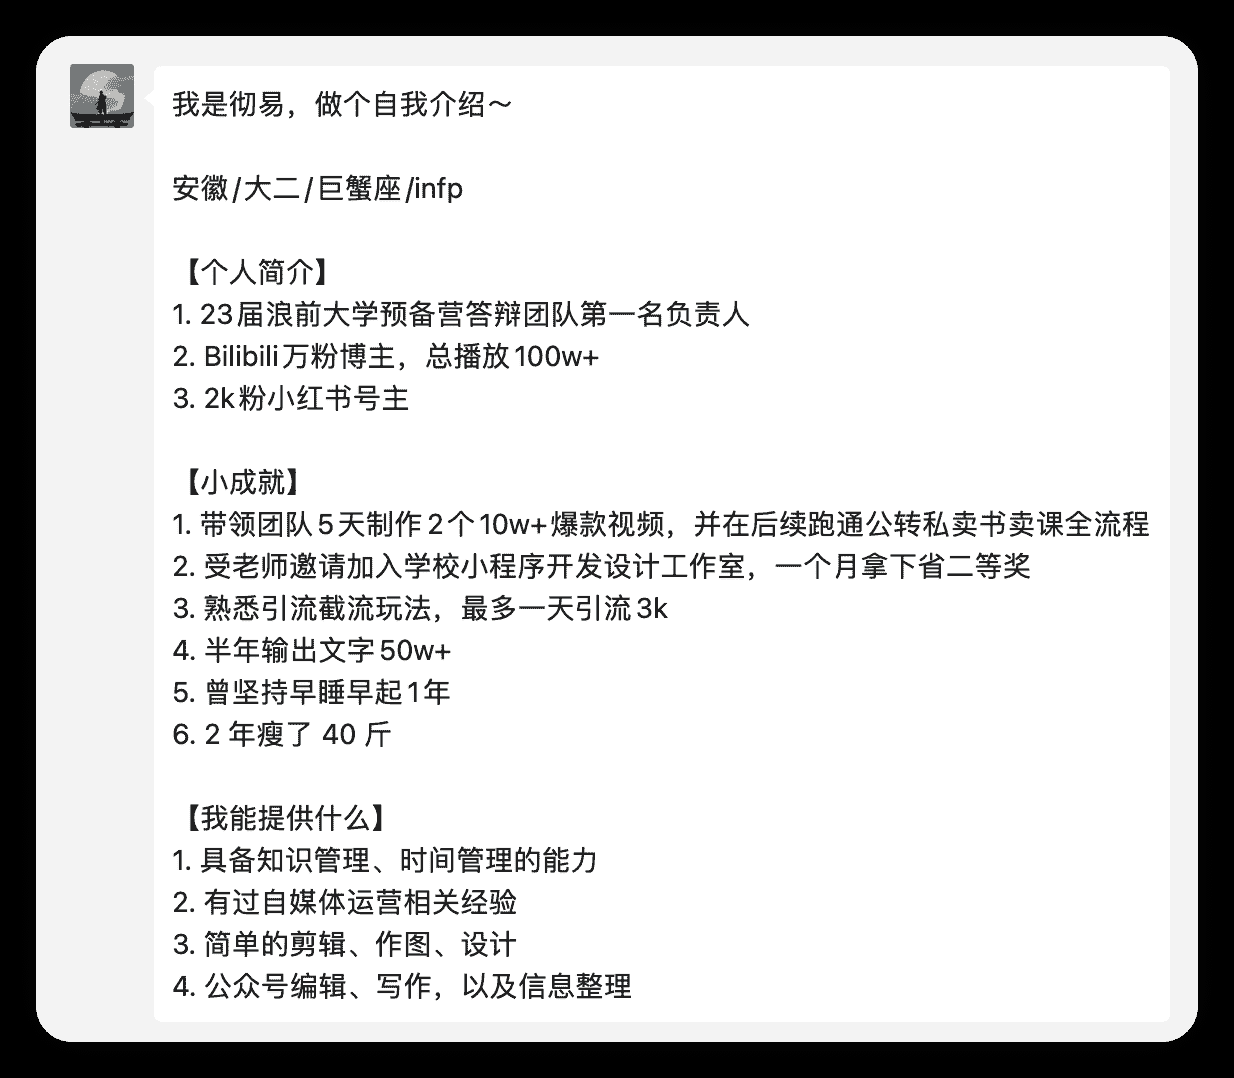 我是彻易，做个自我介绍～
安徽/大二/巨蟹座/infp
【个人简介】
1. 23届浪前大学预备营答辩团队第一名负责人
2. Bilibili万粉博主，总播放100w+
3. 2k粉小红书号主
【小成就】
1. 带领团队5天制作2个10w+爆款视频，并在后续跑通公转私卖书卖课全流程
2. 受老师邀请加入学校小程序开发设计工作室，一个月拿下省二等奖
3. 熟悉引流截流玩法，最多一天引流3k
4. 半年输出文字50w+
5. 曾坚持早睡早起1年
6. 2 年瘦了 40 斤
【我能提供什么】
1. 具备知识管理、时间管理的能力
2. 有过自媒体运营相关经验
3. 简单的剪辑、作图、设计
4. 公众号编辑、写作，以及信息整理